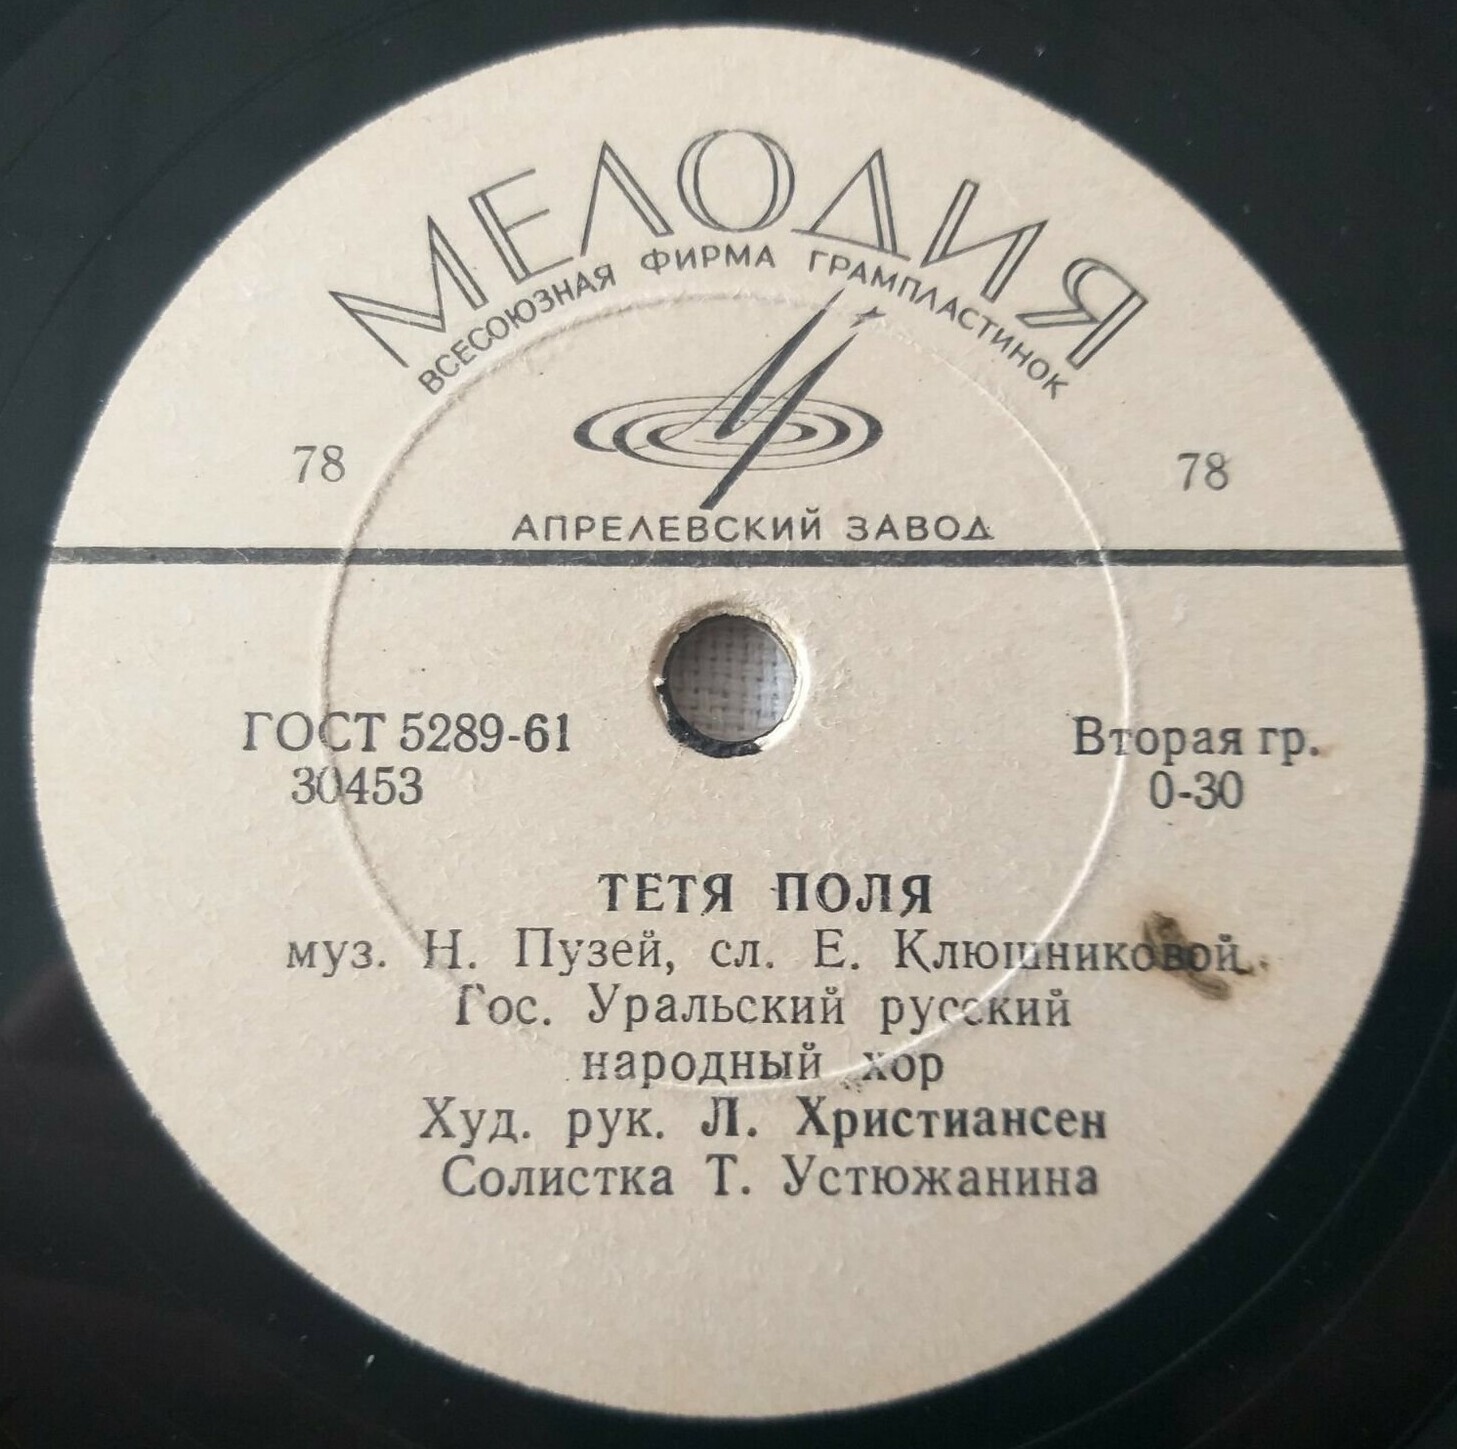 МЕЛОДИЯ
ВСЕСОЮЗНАЯ ФИРМА ГРАМПЛАСТИНОК
78 78
АПРЕЛЕВСКИЙ ЗАВОД
ГОСТ 5289-61 Вторая гр.
30453 0-30
ТЕТЯ ПОЛЯ
муз. Н. Пузей, сл. Е. Клюшниковой
Гос. Уральский русский
народный хор
Худ. рук. Л. Христиансен
Солистка Т. Устюжанина